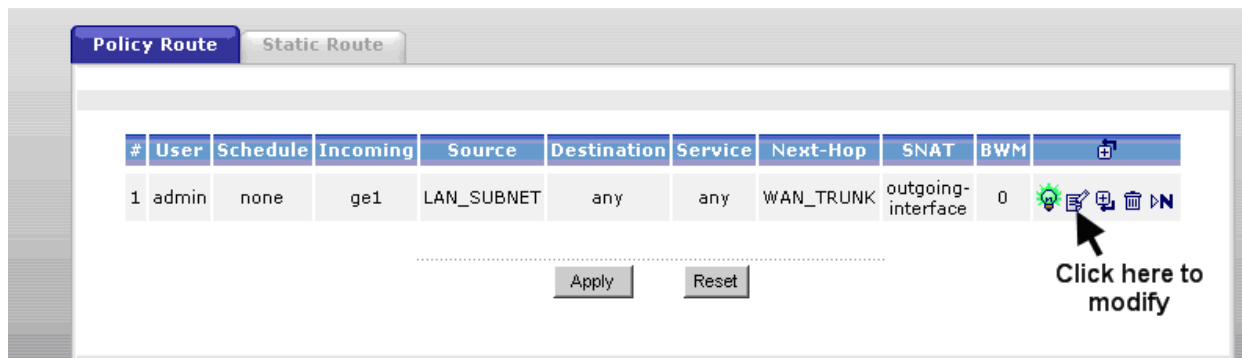 Policy Route Static Route
# User Schedule Incoming Source Destination Service Next-Hop SNAT BWM
1 admin none ge1 LAN_SUBNET any any WAN_TRUNK outgoing-
interface 0 N
Apply Reset
Click here to
modify